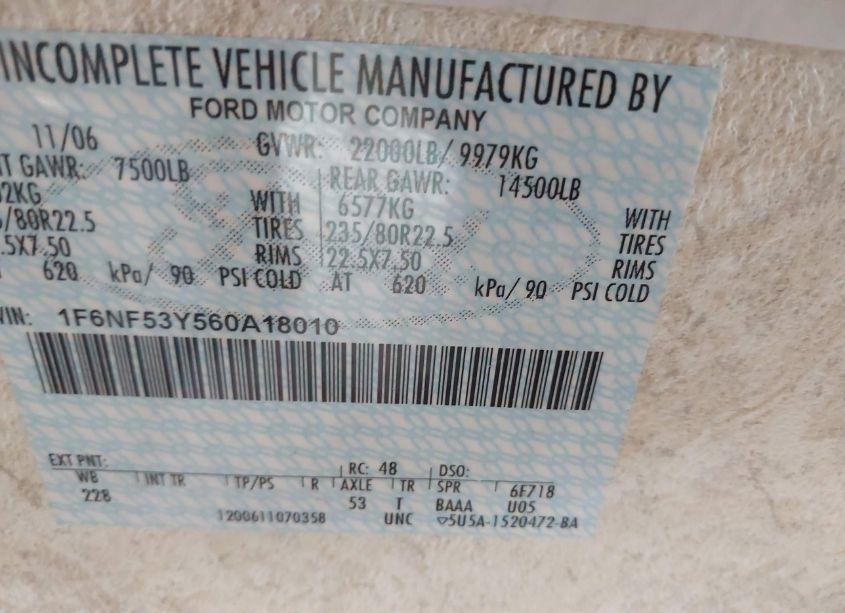 INCOMPLETE VEHICLE MANUFACTURED BY
FORD MOTOR COMPANY
11/06 GVWR: 22000LB/ 9979KG
T GAWR: 7500LB REAR GAWR: 14500LB
2KG WITH 6577KG WITH
/80R22.5 TIRES 235/80R22.5 TIRES
.5X7.50 RIMS 22.5X7.50 RIMS
620 kPa/ 90 PSI COLD AT 620 kPa/ 90 PSI COLD
VIN: 1F6NF53Y560A18010
EXT PNT: RC: 48 DSO:
WB INT TR TP/PS R AXLE TR SPR 6F718
228 53 T BAAA U05
1200611070358 UNC 5U5A-1520472-BA